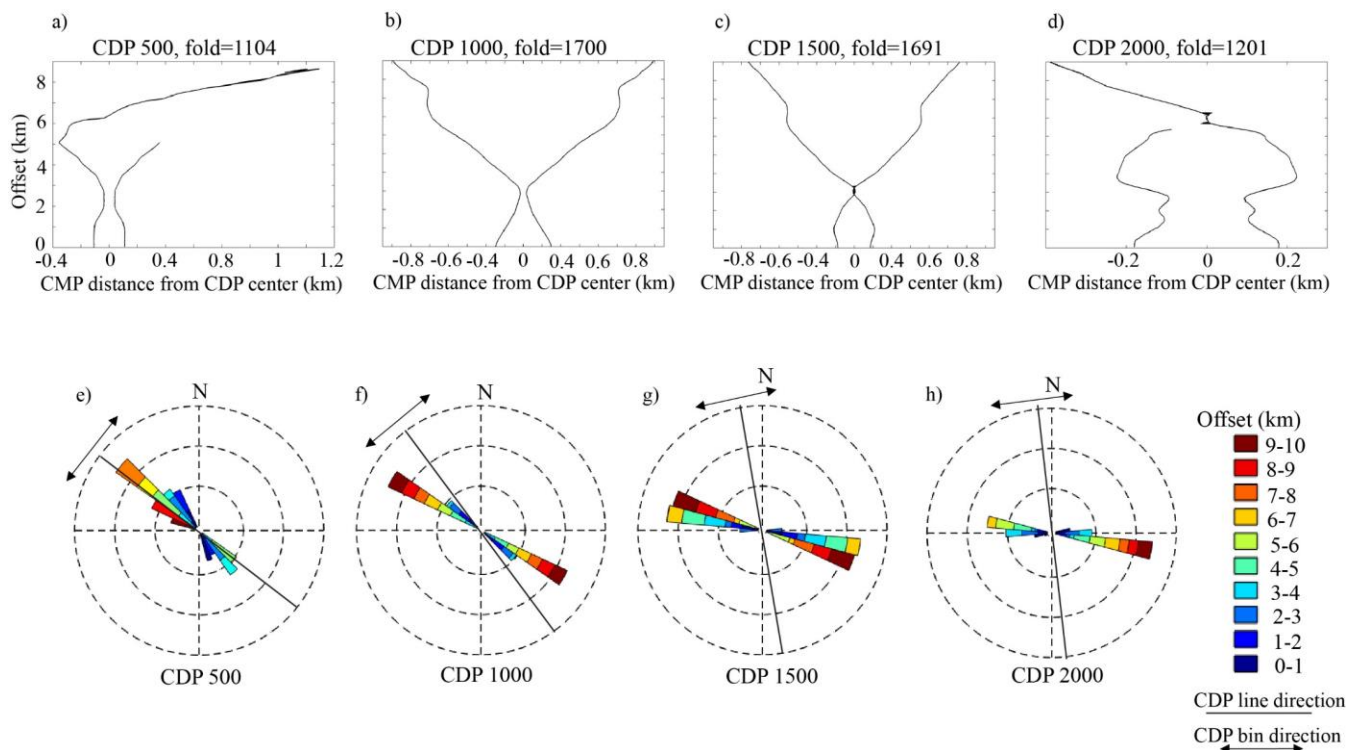 a)
CDP 500, fold=1104
b)
CDP 1000, fold=1700
c)
CDP 1500, fold=1691
d)
CDP 2000, fold=1201
Offset (km)
8
6
4
2
0
-0.4 0 0.4 0.8 1.2
CMP distance from CDP center (km)
-0.8 0.6 -0.4 0.2 0 0.2 0.4 0.6 0.8
CMP distance from CDP center (km)
-0.8 0.6 -0.4 0.2 0 0.2 0.4 0.6 0.8
CMP distance from CDP center (km)
-0.2 0 0.2
CMP distance from CDP center (km)
e)
N
CDP 500
f)
N
CDP 1000
g)
N
CDP 1500
h)
N
CDP 2000
Offset (km)
9-10
8-9
7-8
6-7
5-6
4-5
3-4
2-3
1-2
0-1
CDP line direction
CDP bin direction